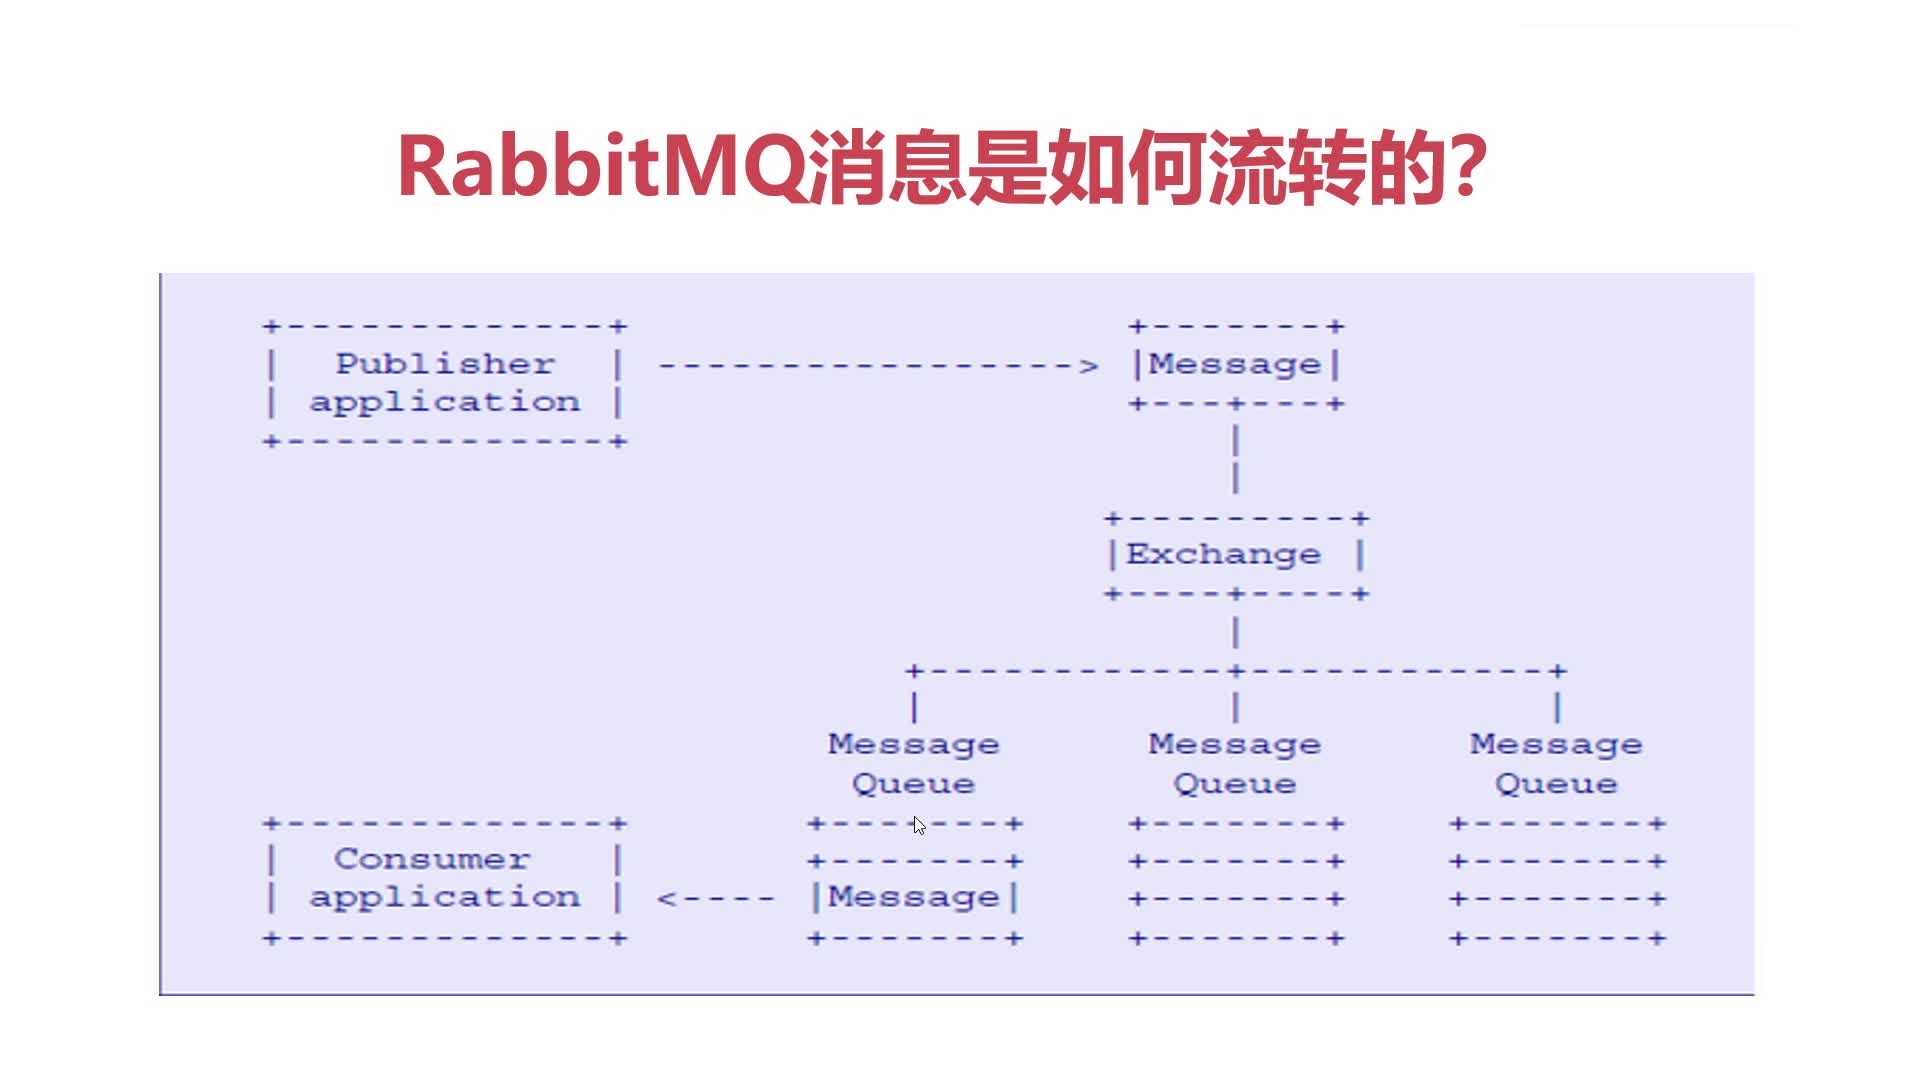 RabbitMQ消息是如何流转的?
+--------------+ +-------+
| Publisher | -----------------> |Message|
| application | +---+---+
+--------------+ |
|
+---------+
|Exchange |
+----+----+
|
+-------------+-------------+
| | |
Message Message Message
Queue Queue Queue
+--------------+ +-------+ +-------+ +-------+
| Consumer | +-------+ +-------+ +-------+
| application | <---- |Message| +-------+ +-------+
+--------------+ +-------+ +-------+ +-------+